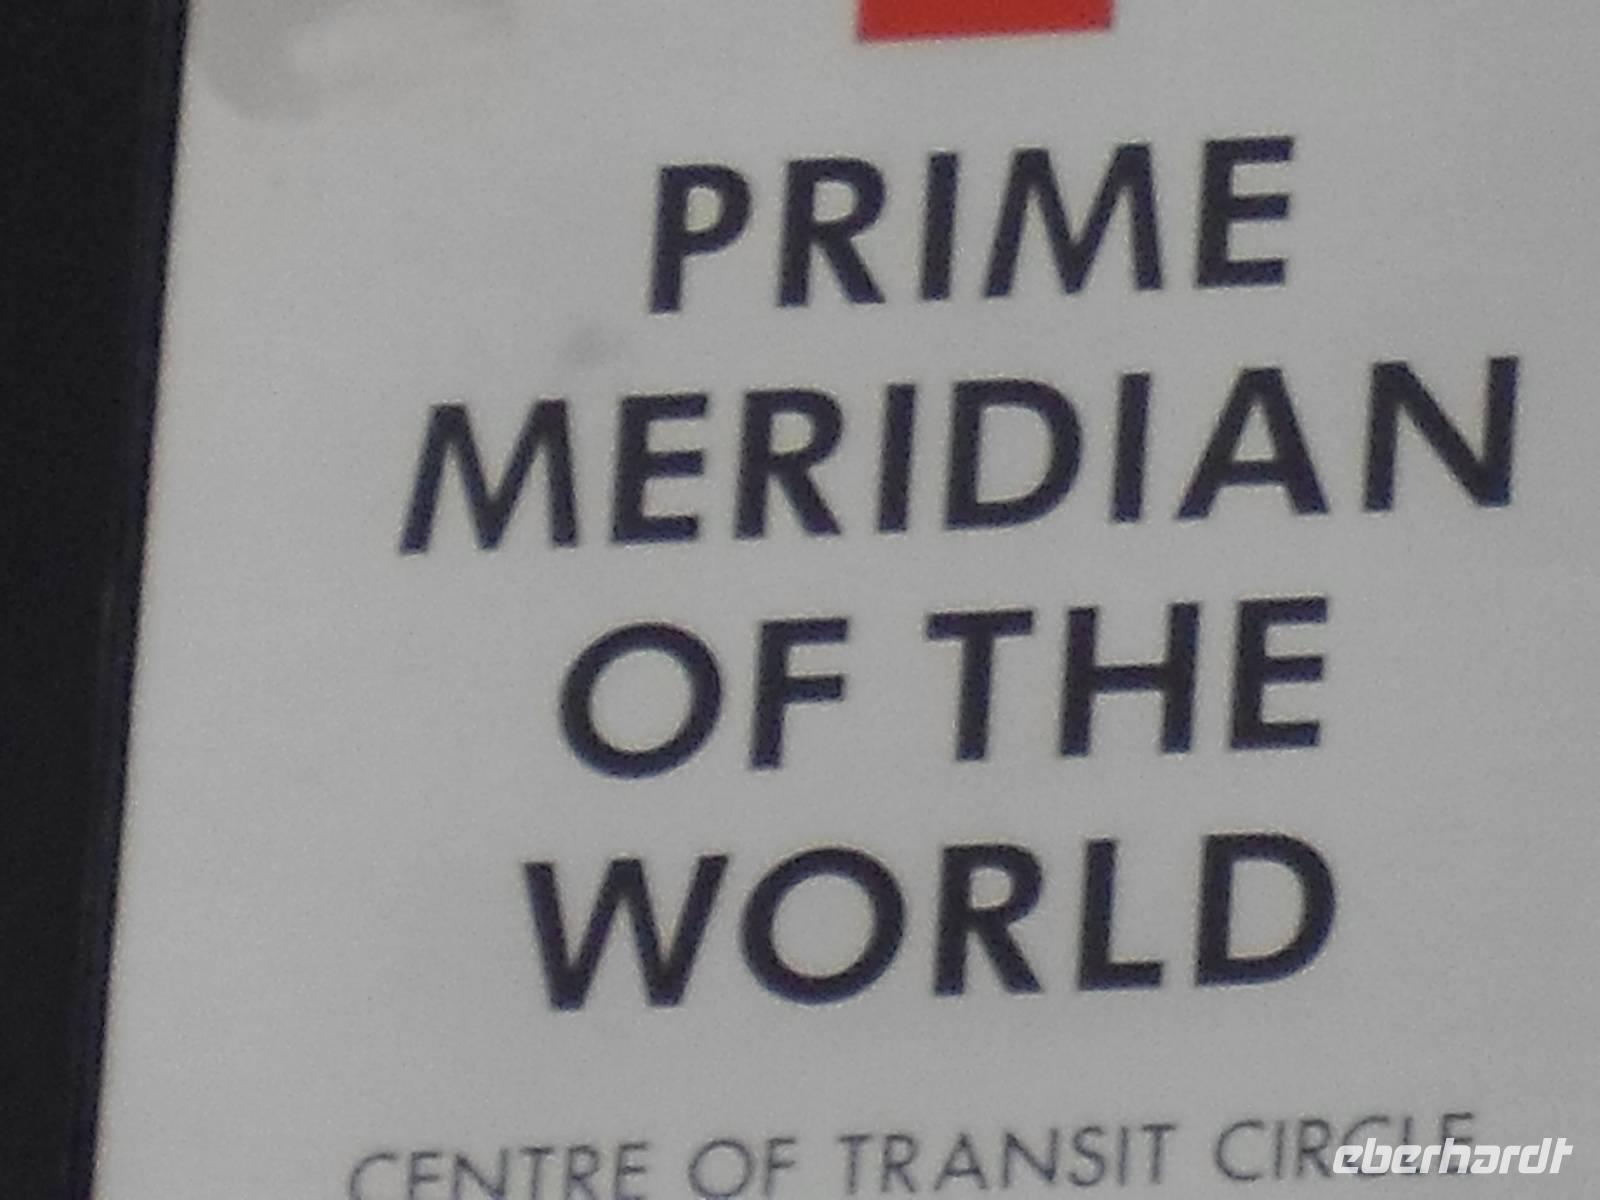 PRIME
MERIDIAN
OF THE
WORLD
CENTRE OF TRANSIT CIRCLE
eberhardt